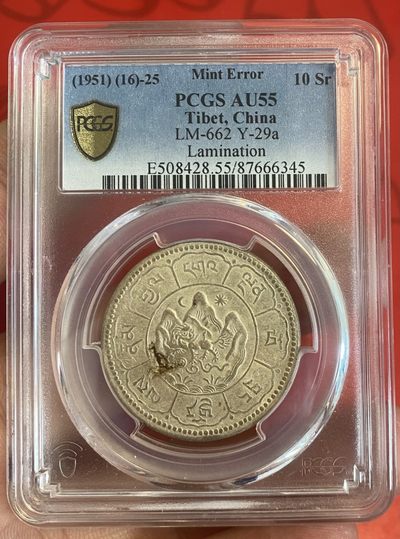 (1951) (16)-25 Mint Error 10 Sr
PCGS AU55
Tibet, China
LM-662 Y-29a
Lamination
E508428.55/87666345
PCGS
PCGS